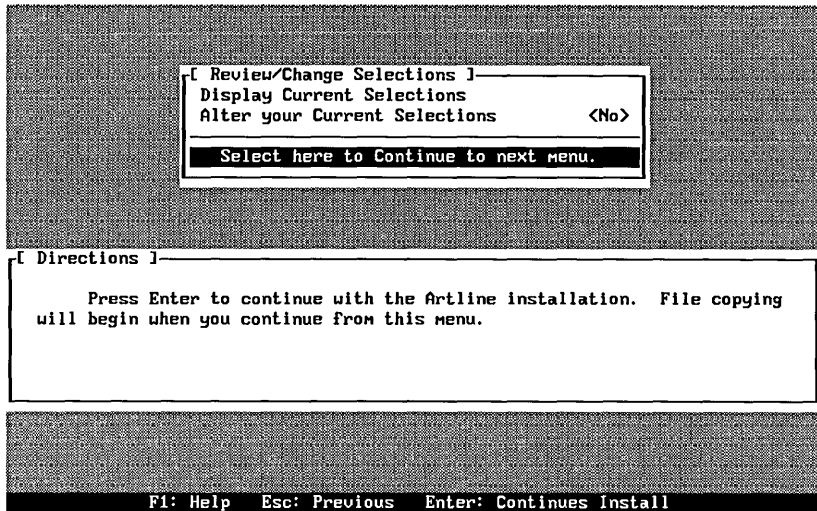 [ Review/Change Selections ]
Display Current Selections
Alter your Current Selections <No>
Select here to Continue to next menu.
[ Directions ]
Press Enter to continue with the Artline installation. File copying
will begin when you continue from this menu.
F1: Help Esc: Previous Enter: Continues Install